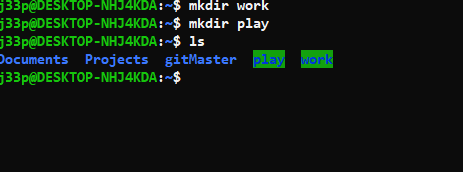 j33p@DESKTOP-NHJ4KDA:~$ mkdir work
j33p@DESKTOP-NHJ4KDA:~$ mkdir play
j33p@DESKTOP-NHJ4KDA:~$ ls
Documents  Projects  gitMaster  play  work
j33p@DESKTOP-NHJ4KDA:~$